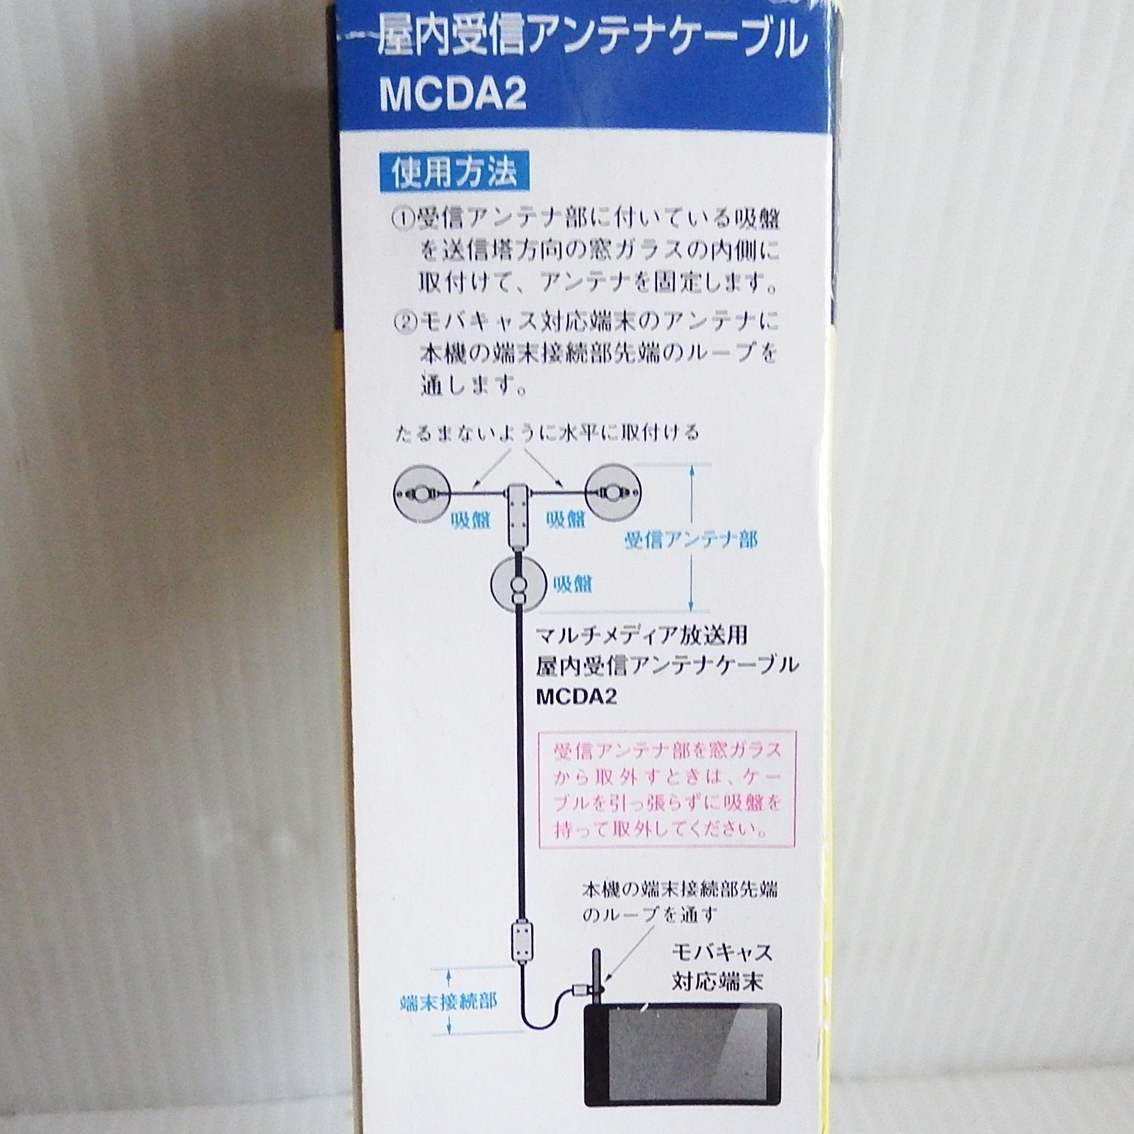 屋内受信アンテナケーブル
MCDA2
使用方法
①受信アンテナ部に付いている吸盤
を送信塔方向の窓ガラスの内側に
取付けて、アンテナを固定します。
②モバキャス対応端末のアンテナに
本機の端末接続部先端のループを
通します。
たるまないように水平に取付ける
吸盤
吸盤
受信アンテナ部
吸盤
マルチメディア放送用
屋内受信アンテナケーブル
MCDA2
受信アンテナ部を窓ガラス
から取外すときは、ケー
ブルを引っ張らずに吸盤を
持って取外してください。
本機の端末接続部先端
のループを通す
モバキャス
対応端末
端末接続部